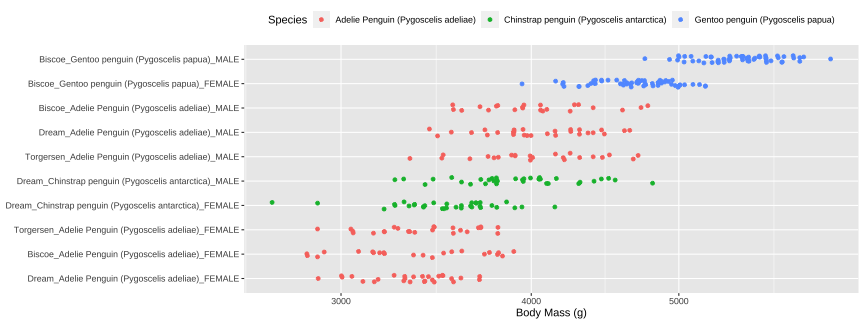 Species Adelie Penguin (Pygoscelis adeliae) Chinstrap penguin (Pygoscelis antarctica) Gentoo penguin (Pygoscelis papua)
Biscoe_Gentoo penguin (Pygoscelis papua)_MALE
Biscoe_Gentoo penguin (Pygoscelis papua)_FEMALE
Biscoe_Adelie Penguin (Pygoscelis adeliae)_MALE
Dream_Adelie Penguin (Pygoscelis adeliae)_MALE
Torgersen_Adelie Penguin (Pygoscelis adeliae)_MALE
Dream_Chinstrap penguin (Pygoscelis antarctica)_MALE
Dream_Chinstrap penguin (Pygoscelis antarctica)_FEMALE
Torgersen_Adelie Penguin (Pygoscelis adeliae)_FEMALE
Biscoe_Adelie Penguin (Pygoscelis adeliae)_FEMALE
Dream_Adelie Penguin (Pygoscelis adeliae)_FEMALE
3000 4000 5000
Body Mass (g)